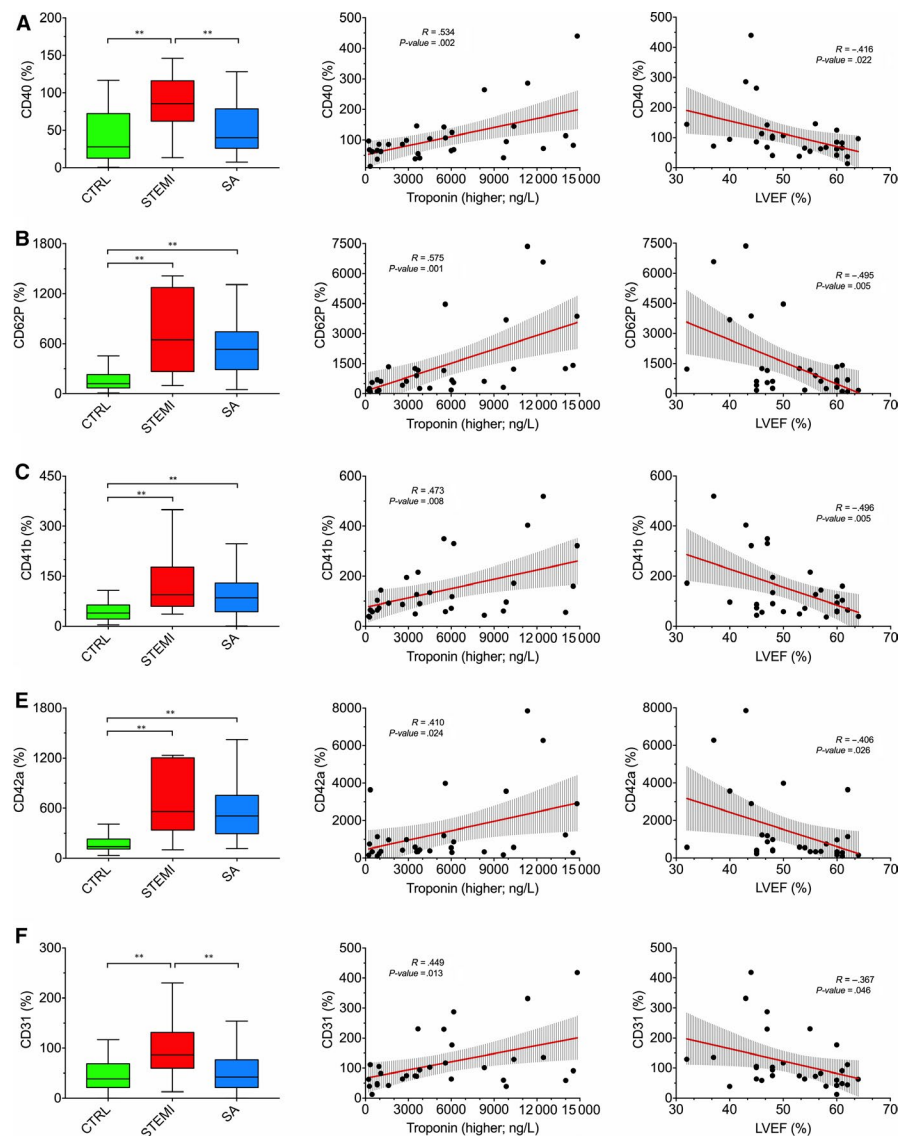 A
CD40 (%)
200
150
100
50
0
CTRL
STEMI
SA
**
**
CD40 (%)
500
400
300
200
100
0
R = .534
P-value = .002
0 3000 6000 9000 12000 15000
Troponin (higher; ng/L)
CD40 (%)
500
400
300
200
100
0
R = –.416
P-value = .022
30 40 50 60 70
LVEF (%)
B
CD62P (%)
1800
1200
600
0
CTRL
STEMI
SA
**
**
CD62P (%)
7500
6000
4500
3000
1500
0
R = .575
P-value = .001
0 3000 6000 9000 12000 15000
Troponin (higher; ng/L)
CD62P (%)
7500
6000
4500
3000
1500
0
R = –.495
P-value = .005
30 40 50 60 70
LVEF (%)
C
CD41b (%)
450
300
150
0
CTRL
STEMI
SA
**
**
CD41b (%)
600
400
200
0
R = .473
P-value = .008
0 3000 6000 9000 12000 15000
Troponin (higher; ng/L)
CD41b (%)
600
400
200
0
R = –.496
P-value = .005
30 40 50 60 70
LVEF (%)
E
CD42a (%)
1800
1200
600
0
CTRL
STEMI
SA
**
**
CD42a (%)
8000
6000
4000
2000
0
R = .410
P-value = .024
0 3000 6000 9000 12000 15000
Troponin (higher; ng/L)
CD42a (%)
8000
6000
4000
2000
0
R = –.406
P-value = .026
30 40 50 60 70
LVEF (%)
F
CD31 (%)
300
200
100
0
CTRL
STEMI
SA
**
**
CD31 (%)
500
400
300
200
100
0
R = .449
P-value = .013
0 3000 6000 9000 12000 15000
Troponin (higher; ng/L)
CD31 (%)
500
400
300
200
100
0
R = –.367
P-value = .046
30 40 50 60 70
LVEF (%)